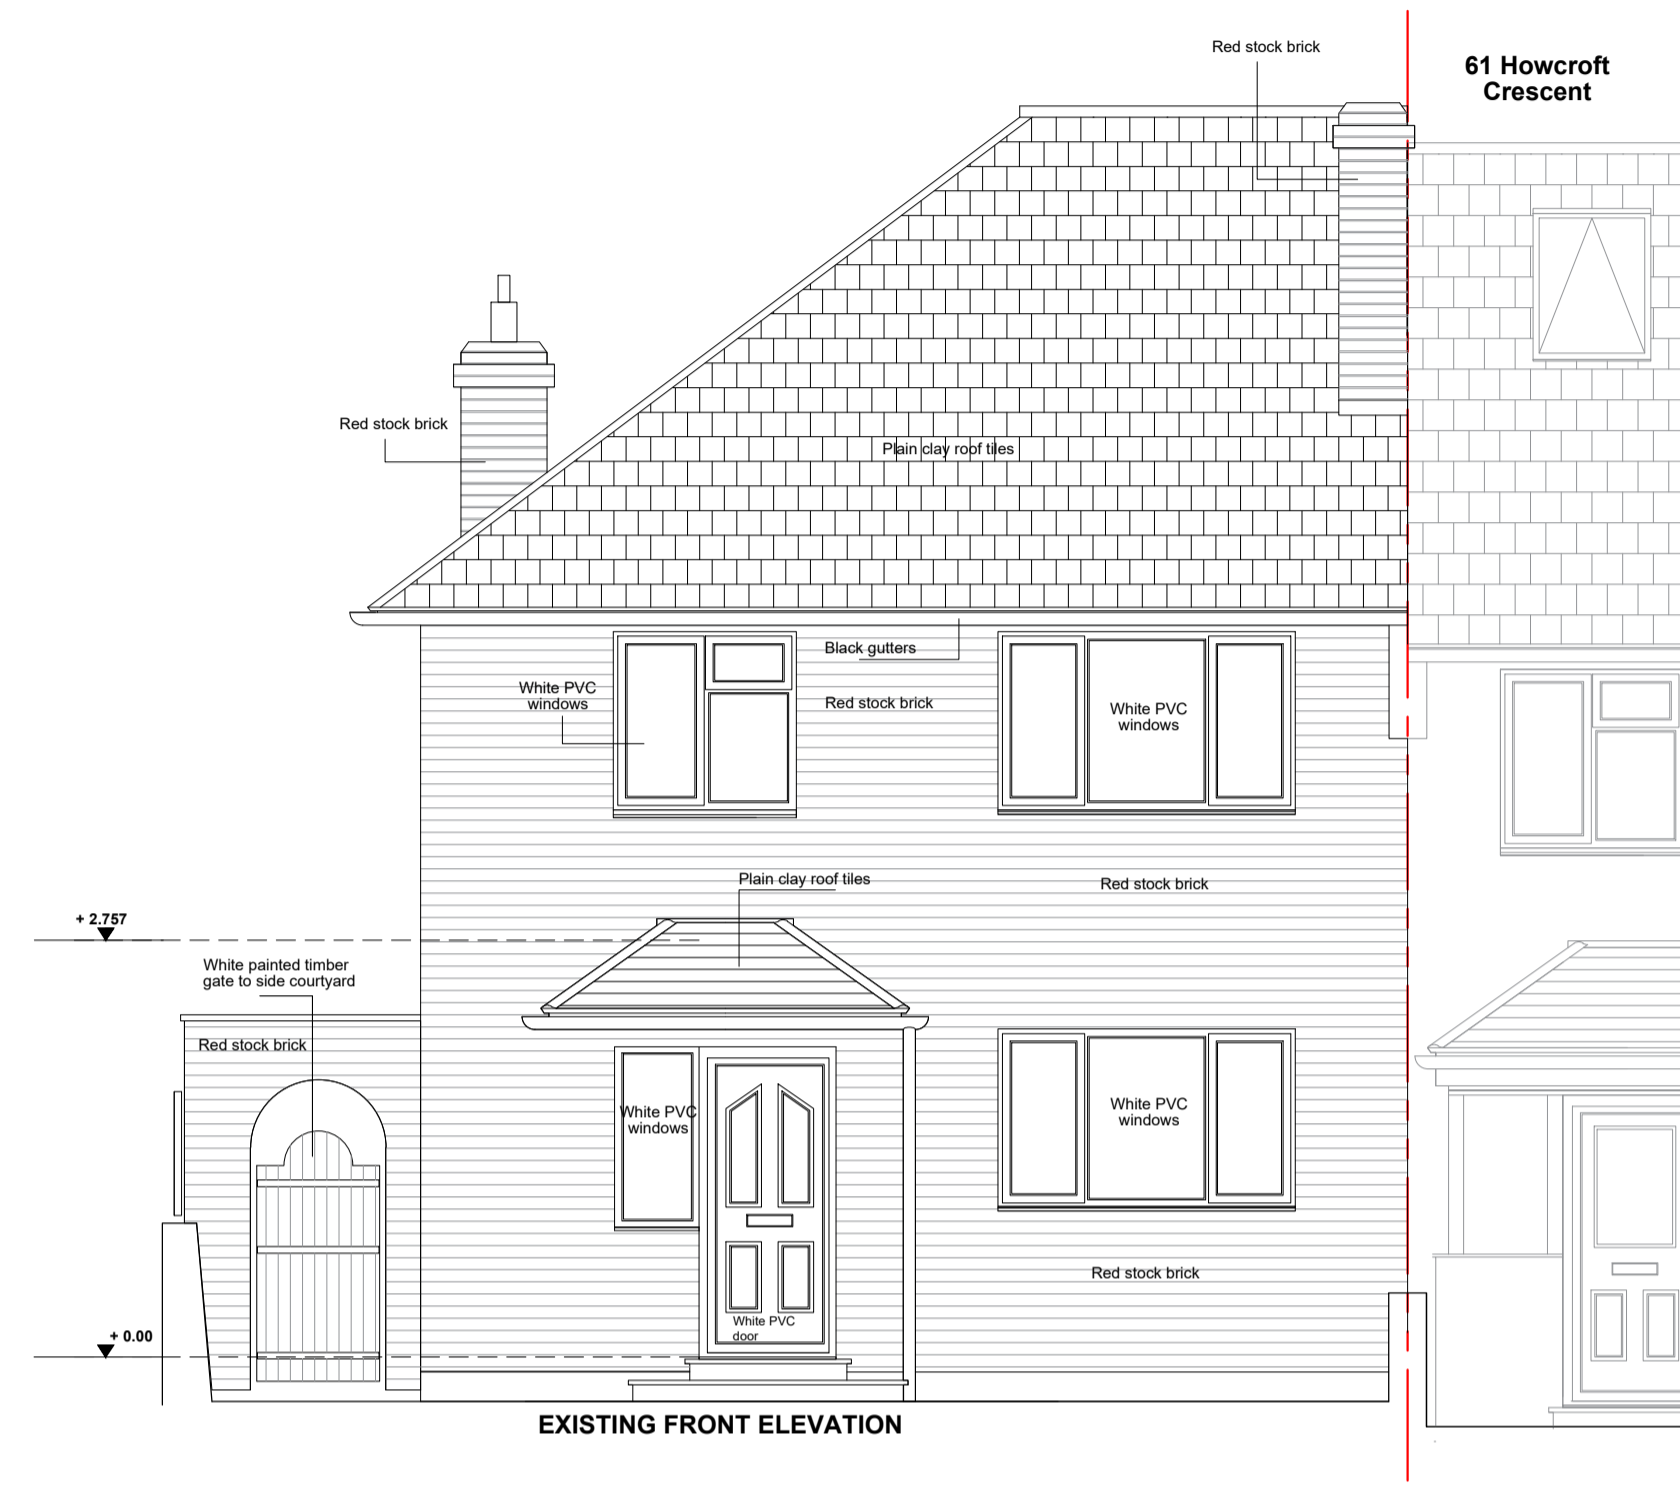 Red stock brick
61 Howcroft
Crescent
Red stock brick
Plain clay roof tiles
Black gutters
White PVC
windows
Red stock brick
White PVC
windows
Plain clay roof tiles
Red stock brick
+ 2.757
White painted timber
gate to side courtyard
Red stock brick
White PVC
windows
White PVC
windows
Red stock brick
White PVC
door
+ 0.00
EXISTING FRONT ELEVATION